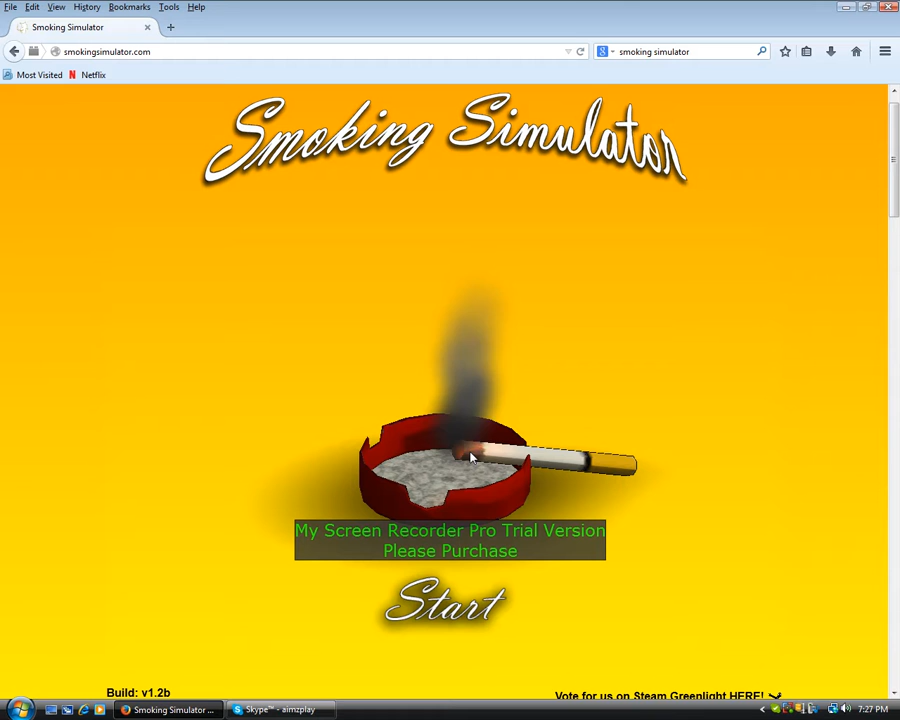 File Edit View History Bookmarks Tools Help
Smoking Simulator
smokingsimulator.com
smoking simulator
Most Visited Netflix
Smoking Simulator
My Screen Recorder Pro Trial Version
Please Purchase
Start
Build: v1.2b
Vote for us on Steam Greenlight HERE!
Smoking Simulator ...
Skype™ - aimzplay
7:27 PM